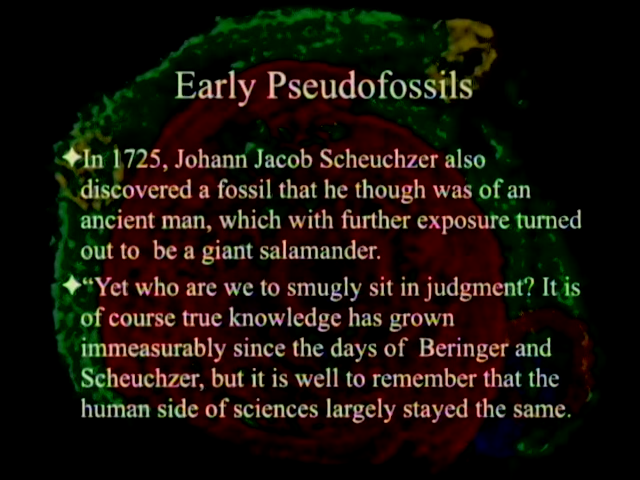 Early Pseudofossils
In 1725, Johann Jacob Scheuchzer also
discovered a fossil that he though was of an
ancient man, which with further exposure turned
out to be a giant salamander.
“Yet who are we to smugly sit in judgment? It is
of course true knowledge has grown
immeasurably since the days of Beringer and
Scheuchzer, but it is well to remember that the
human side of sciences largely stayed the same.